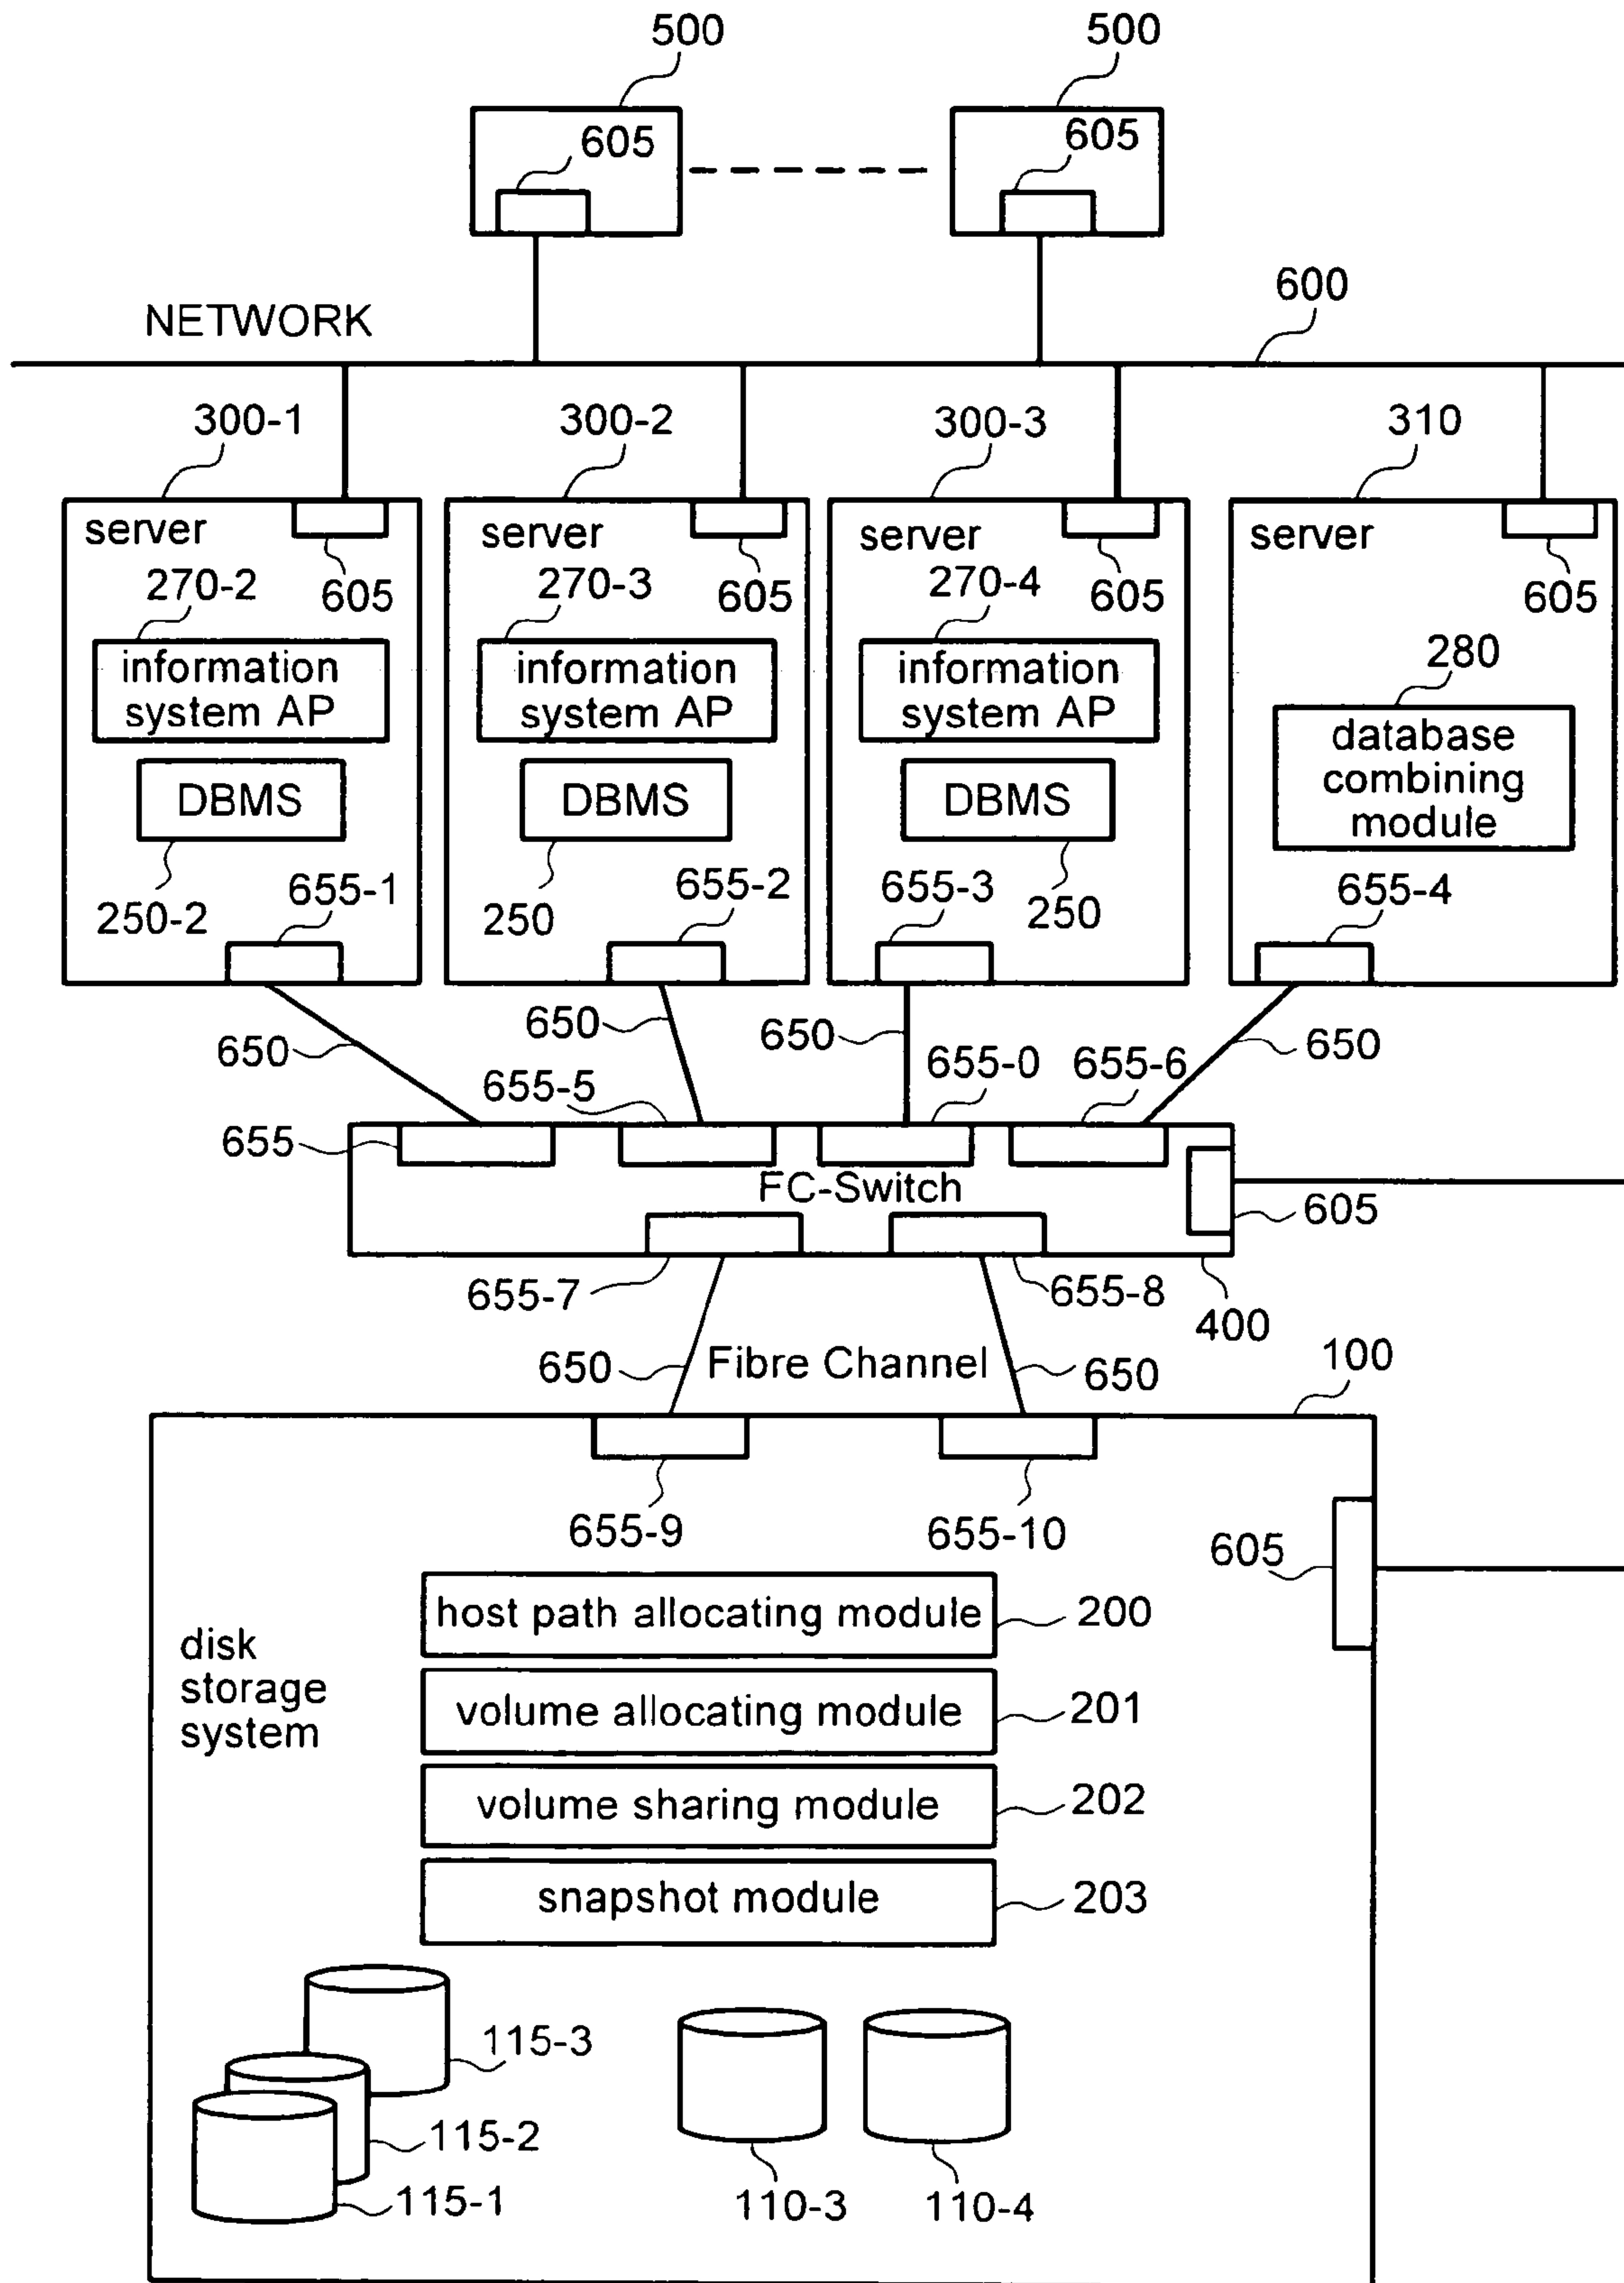 500
500
605
605
NETWORK
600
300-1
300-2
300-3
310
server
server
server
server
605
605
605
605
270-2
270-3
270-4
information
system AP
information
system AP
information
system AP
280
database
combining
module
DBMS
DBMS
DBMS
250-2
655-1
250
655-2
655-3
250
655-4
650
650
650
650
655-5
655-0
655-6
655
FC-Switch
605
655-7
655-8
400
650
Fibre Channel
650
100
655-9
655-10
605
disk
storage
system
host path allocating module
200
volume allocating module
201
volume sharing module
202
snapshot module
203
115-3
115-2
115-1
110-3
110-4